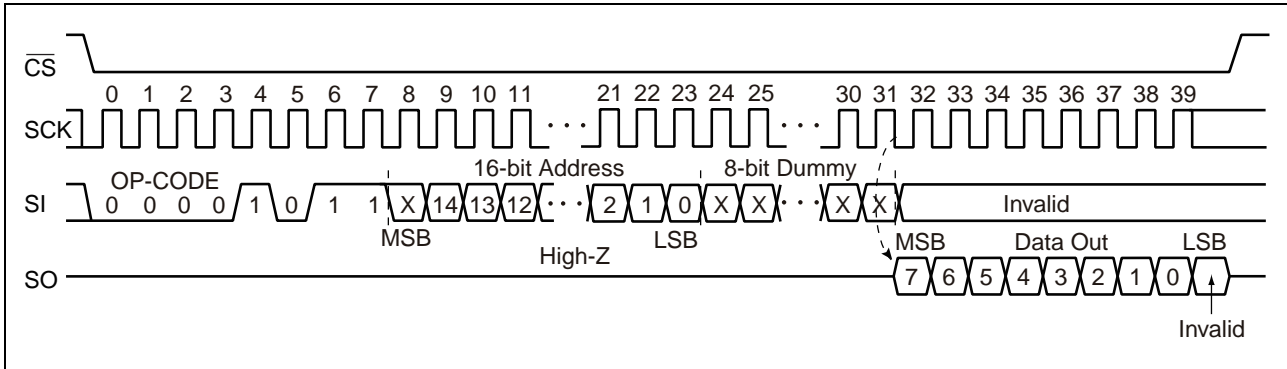 CS
0 1 2 3 4 5 6 7 8 9 10 11 21 22 23 24 25 30 31 32 33 34 35 36 37 38 39
SCK ··· ···
16-bit Address 8-bit Dummy
OP-CODE
SI 0 0 0 0 1 0 1 1 X 14 13 12 ··· 2 1 0 X X ··· X X Invalid
MSB LSB MSB Data Out LSB
High-Z
SO 7 6 5 4 3 2 1 0
Invalid